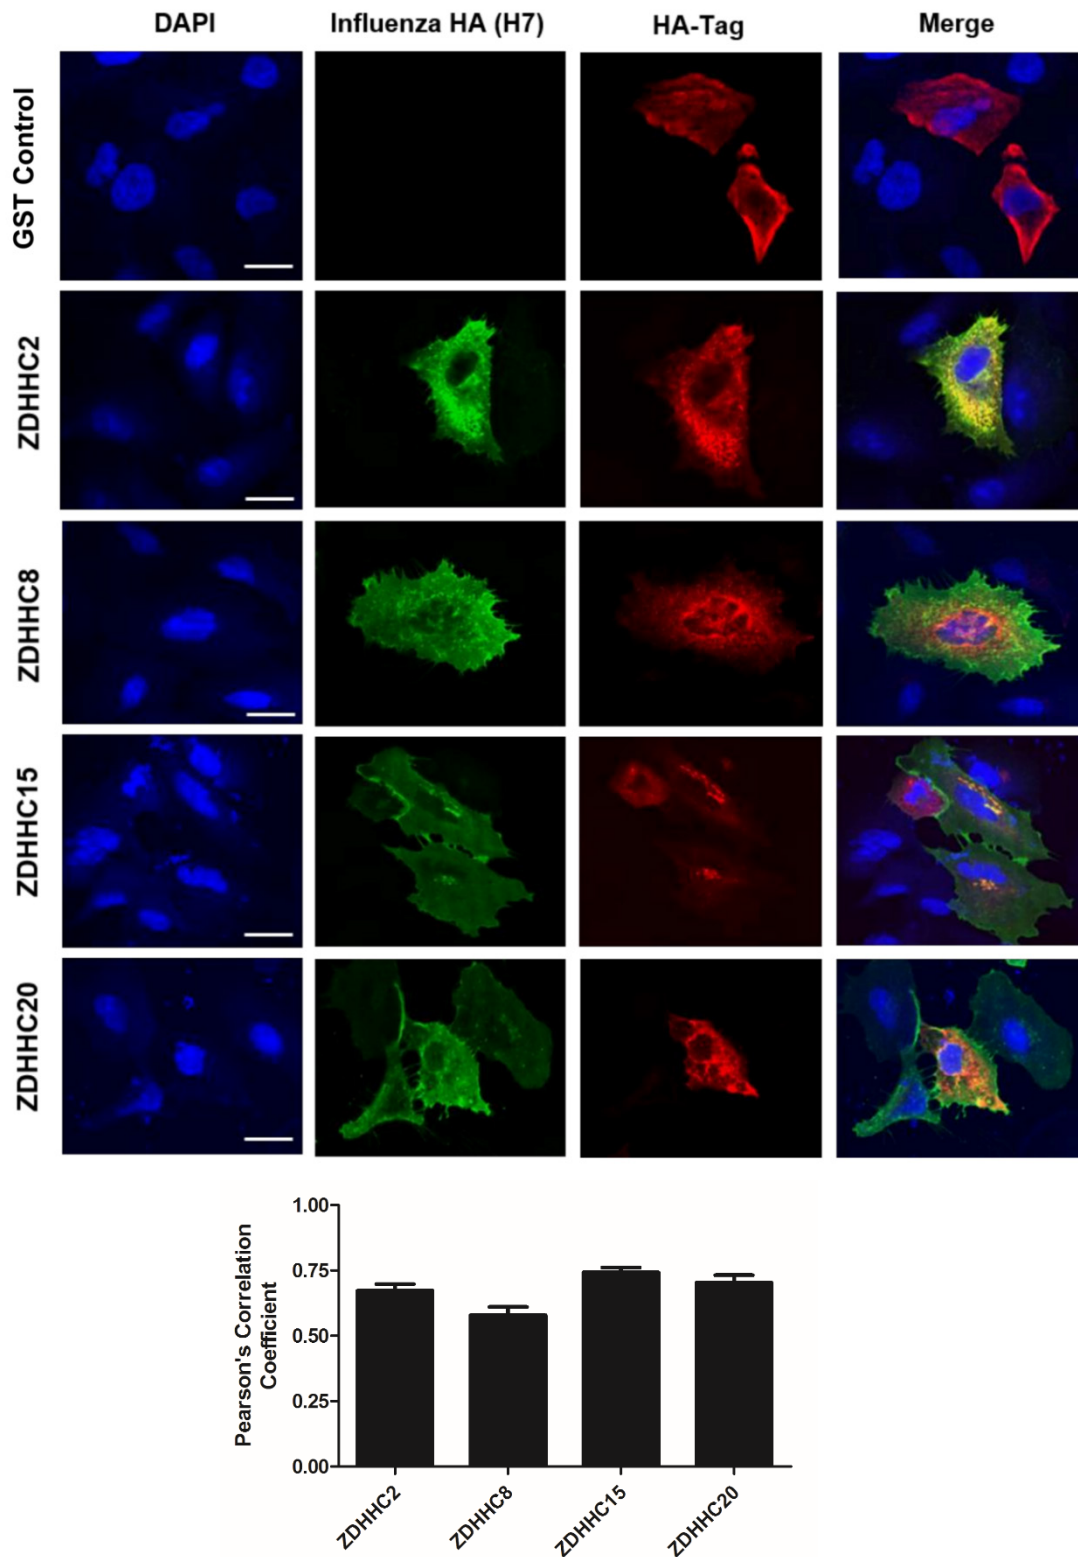 DAPI Influenza HA (H7) HA-Tag Merge
GST Control
ZDHHC2
ZDHHC8
ZDHHC15
ZDHHC20
Pearson's Correlation
Coefficient
1.00
0.75
0.50
0.25
0.00
ZDHHC2 ZDHHC8 ZDHHC15 ZDHHC20